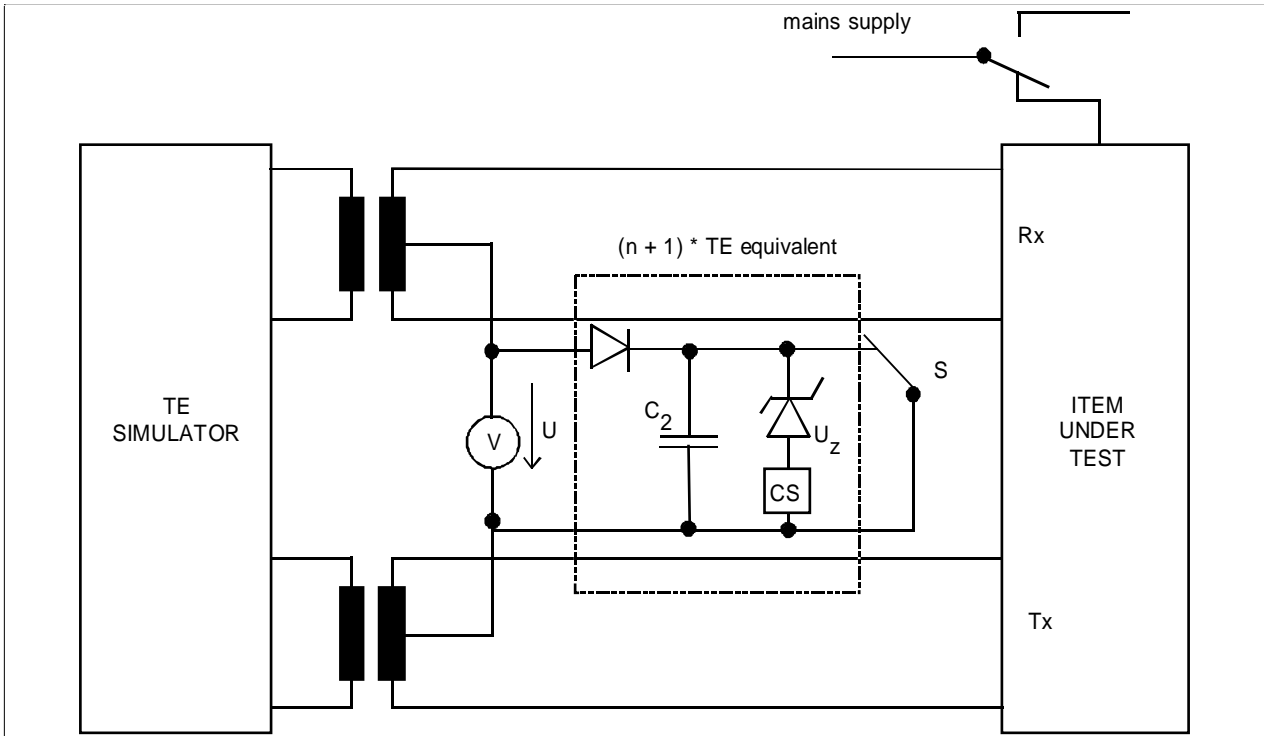 mains supply
(n + 1) * TE equivalent
Rx
TE
SIMULATOR
V
U
C2
Uz
CS
S
ITEM
UNDER
TEST
Tx